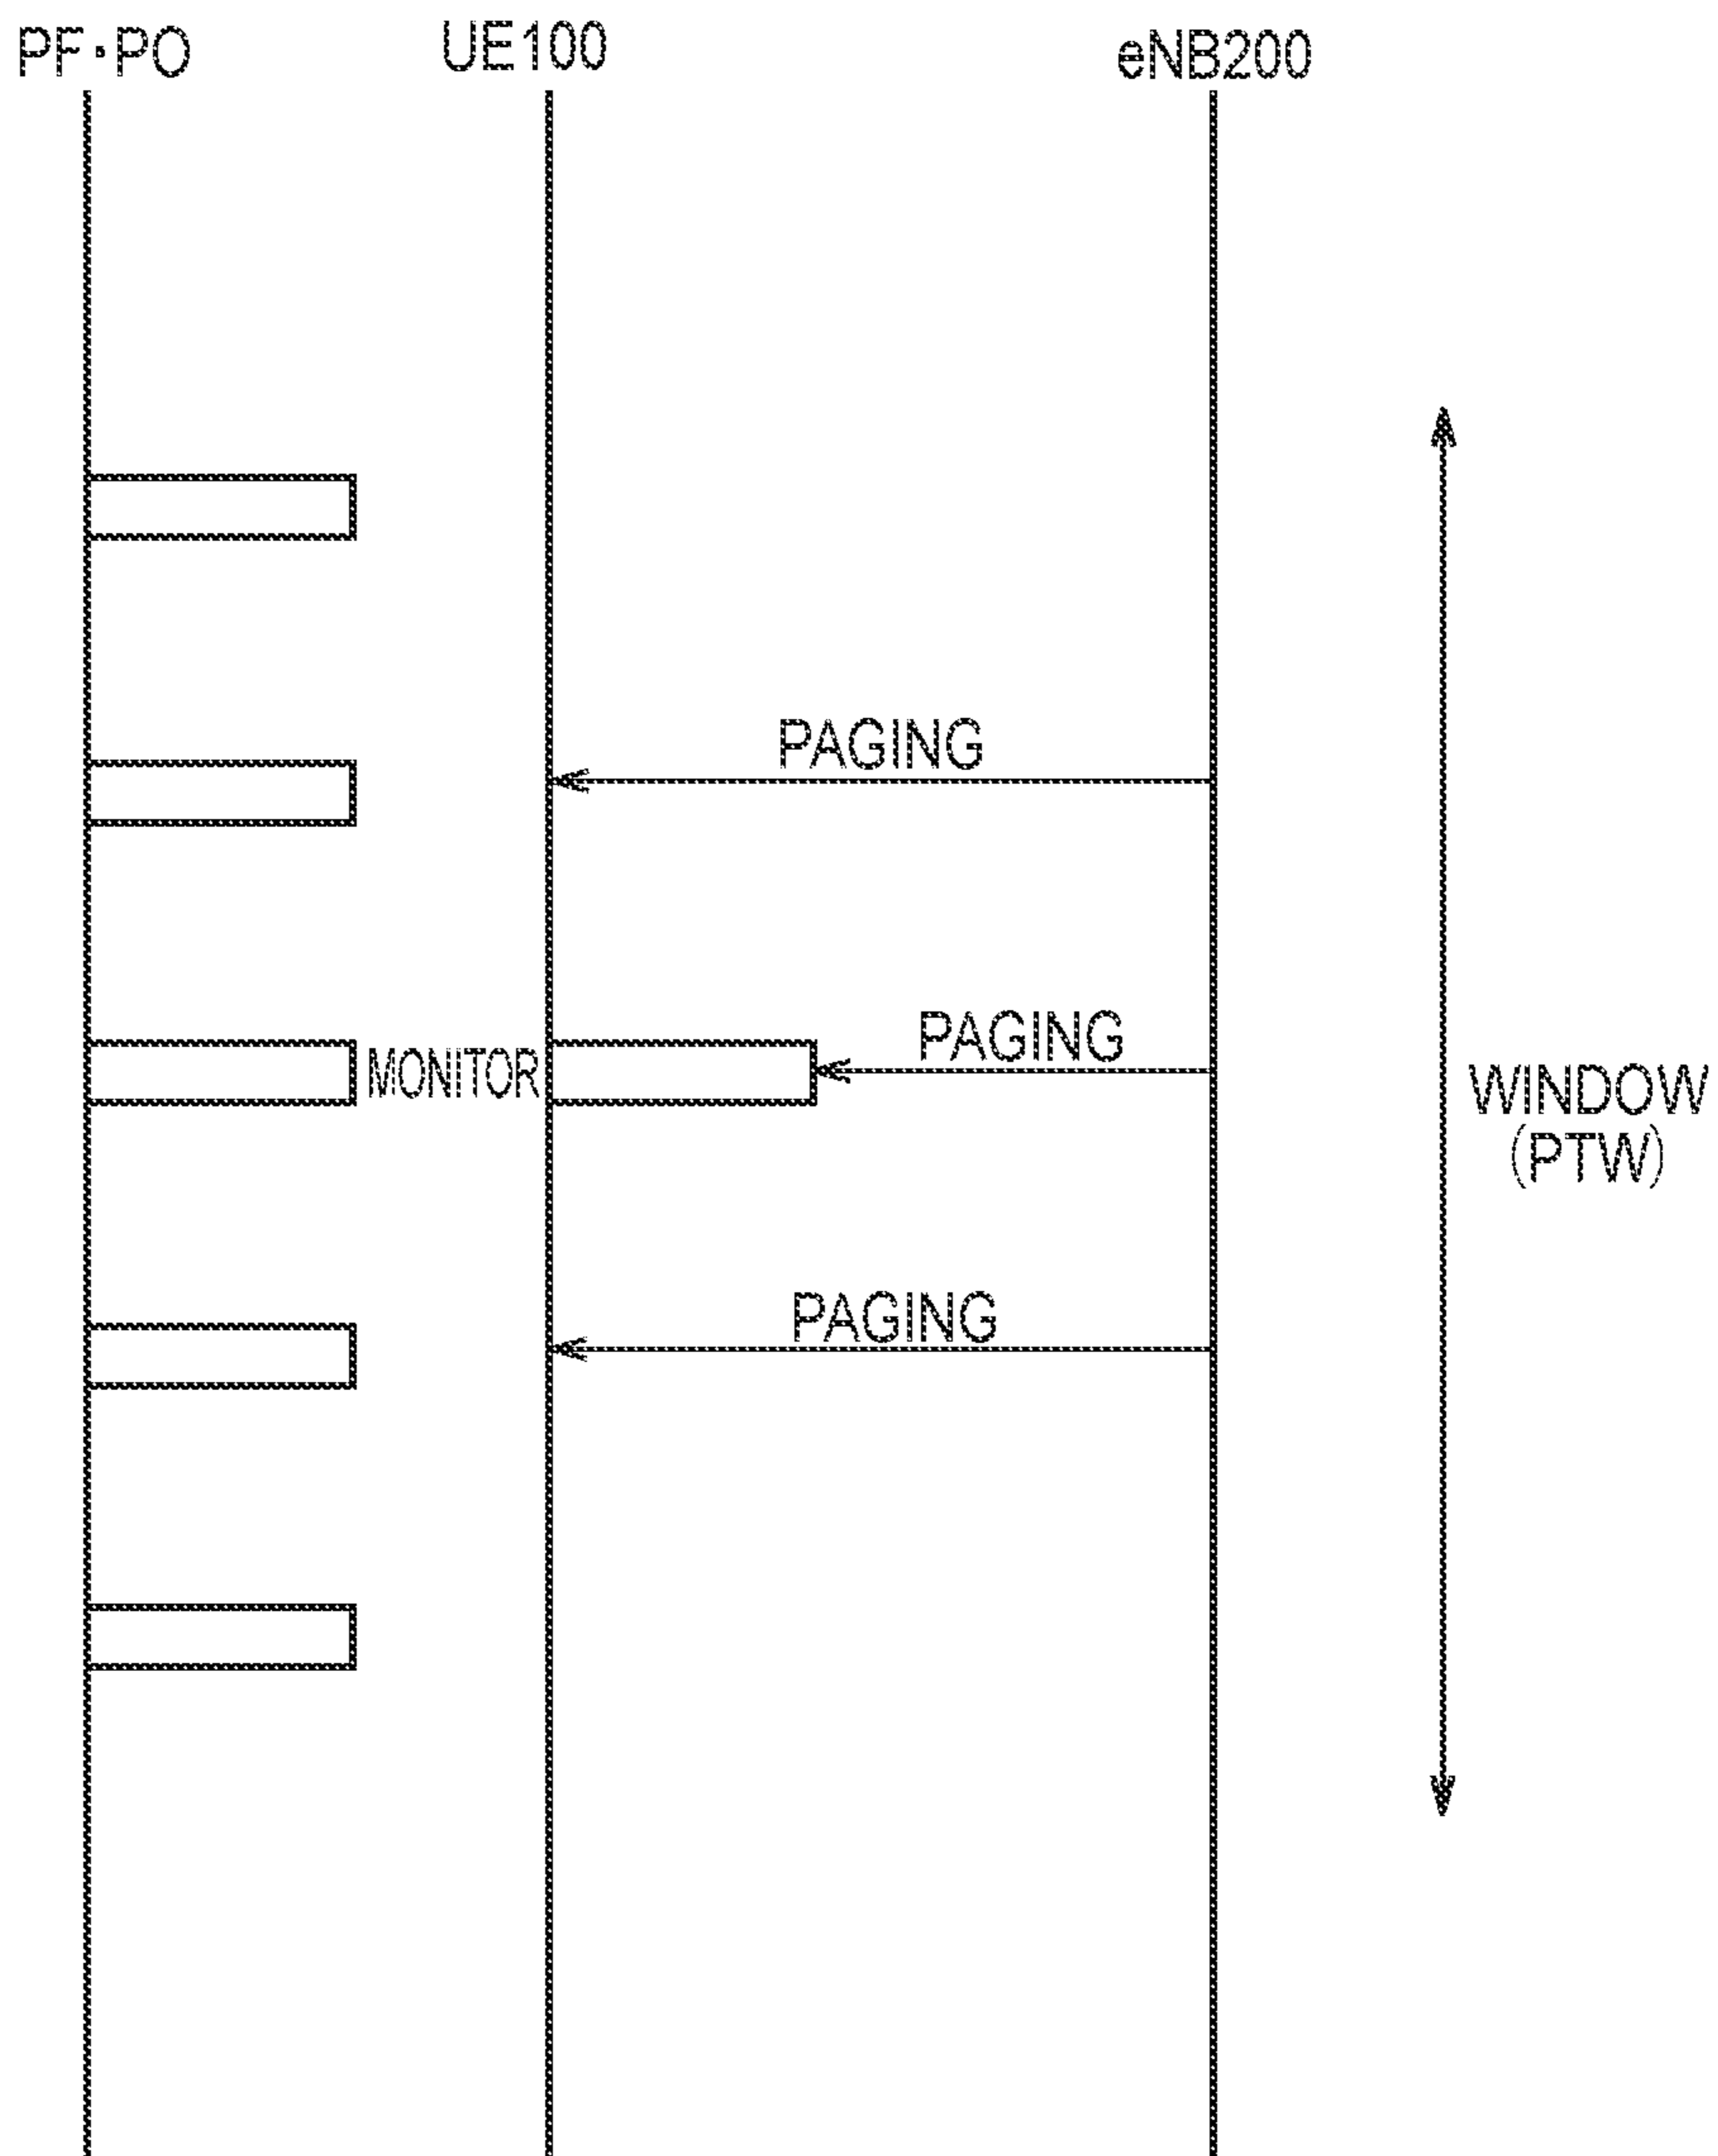 PF·PO
UE100
eNB200
PAGING
PAGING
MONITOR
WINDOW
(PTW)
PAGING